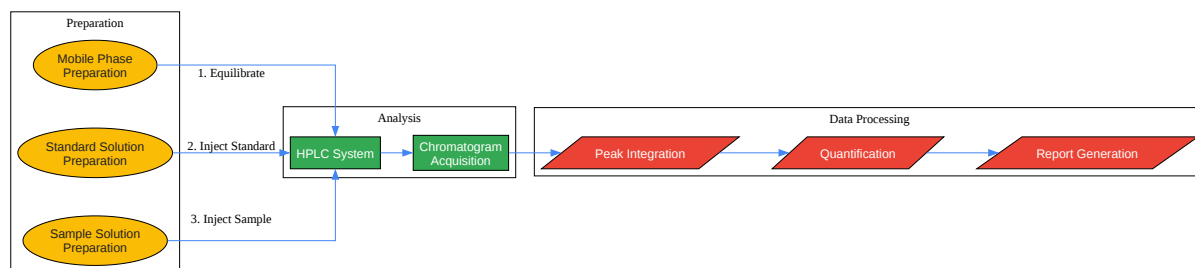 Preparation
Mobile Phase
Preparation
1. Equilibrate
Standard Solution
Preparation
2. Inject Standard
Sample Solution
Preparation
3. Inject Sample
Analysis
HPLC System
Chromatogram
Acquisition
Data Processing
Peak Integration
Quantification
Report Generation